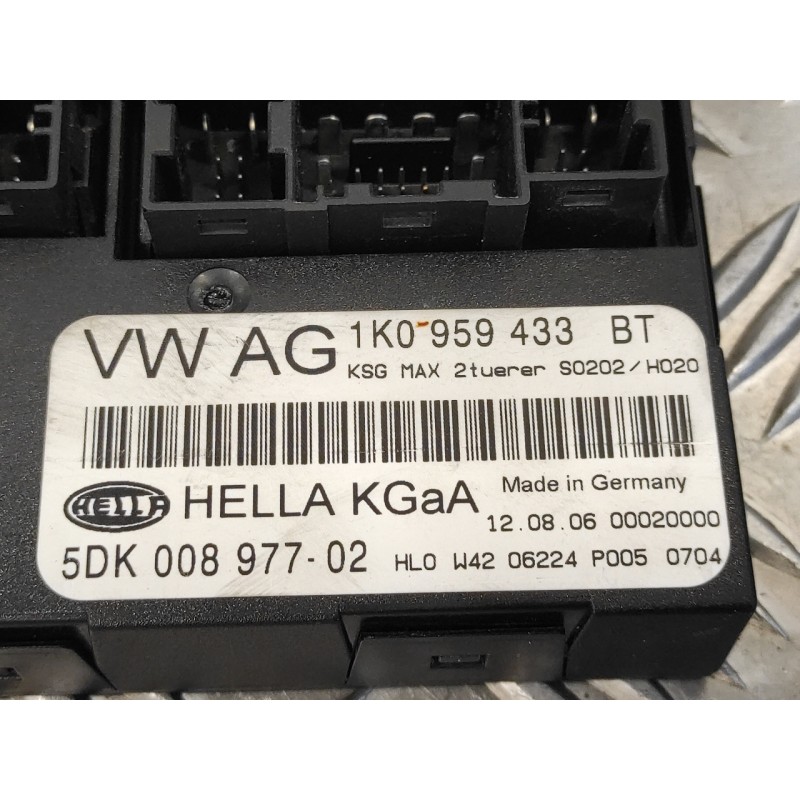 VW AG 1K0 959 433 BT
KSG MAX 2tuerer S0202/H020
HELLA HELLA KGaA Made in Germany
12.08.06 00020000
5DK 008 977-02 HL0 W42 06224 P005 0704